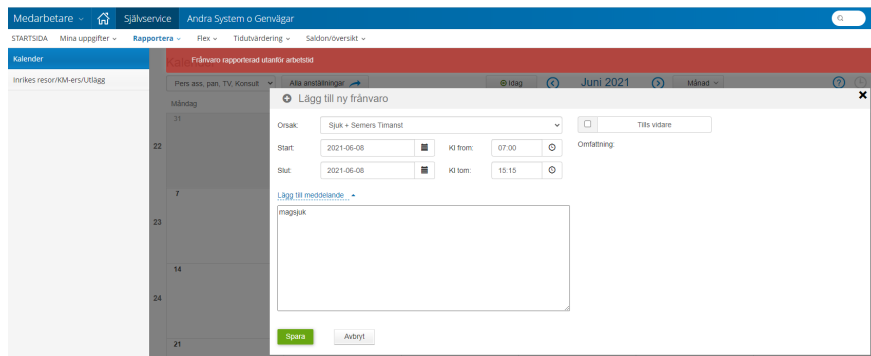 Medarbetare Självservice Andra System o Genvägar
STARTSIDA Mina uppgifter Rapportera Flex Tidutvärdering Saldon/översikt
Kalender
Frånvaro rapporterad utanför arbetstid
Inrikes resor/KM-ers/Utlägg
Pers ass, pan, TV, Konsult Alla anställningar Idag Juni 2021 Månad
Lägg till ny frånvaro
Måndag
31
Orsak: Sjuk + Semers Timanst Tills vidare
22
Start: 2021-06-08 Kl from: 07:00 Omfattning:
Slut: 2021-06-08 Kl tom: 15:15
7
Lägg till meddelande
magsjuk
23
14
24
Spara Avbryt
21